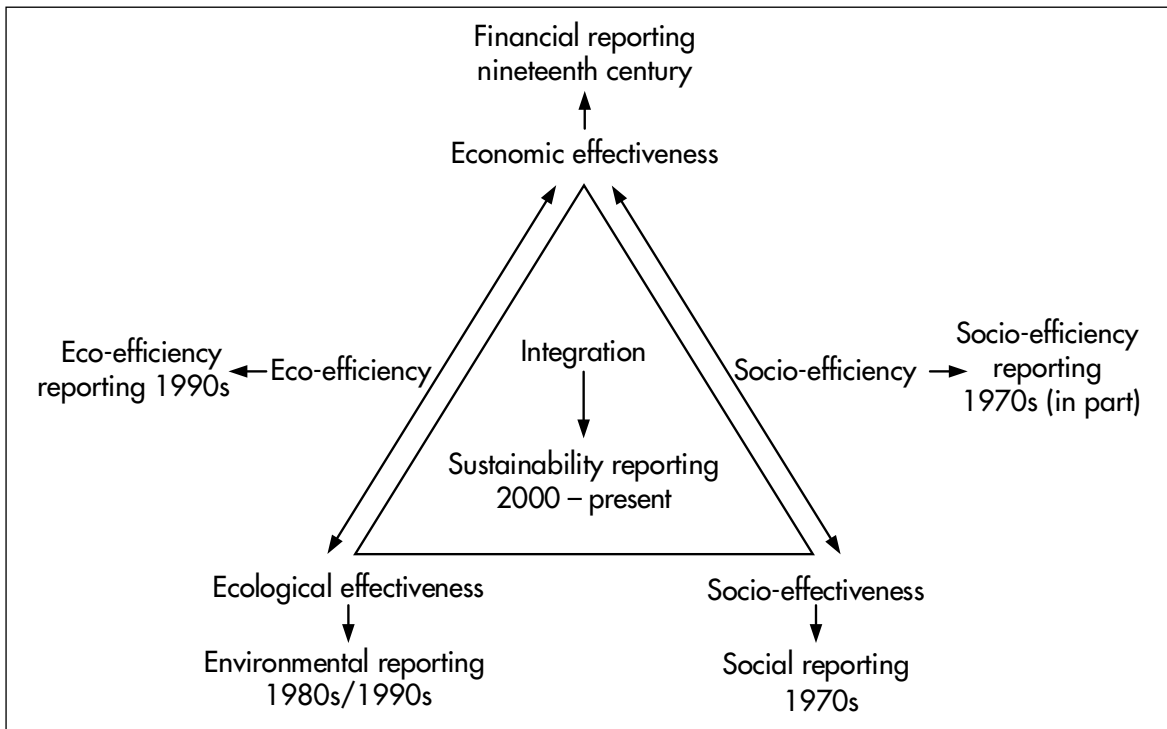 Financial reporting
nineteenth century
Economic effectiveness
Eco-efficiency
reporting 1990s
Eco-efficiency
Integration
Socio-efficiency
Socio-efficiency
reporting
1970s (in part)
Sustainability reporting
2000 – present
Ecological effectiveness
Socio-effectiveness
Environmental reporting
1980s/1990s
Social reporting
1970s